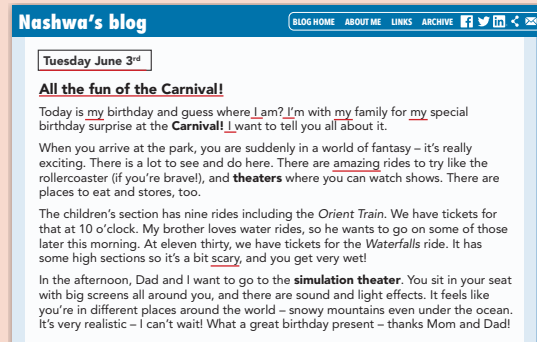 Nashwa's blog
BLOG HOME ABOUT ME LINKS ARCHIVE
Tuesday June 3rd
All the fun of the Carnival!
Today is my birthday and guess where I am? I'm with my family for my special
birthday surprise at the Carnival! I want to tell you all about it.
When you arrive at the park, you are suddenly in a world of fantasy – it's really
exciting. There is a lot to see and do here. There are amazing rides to try like the
rollercoaster (if you're brave!), and theaters where you can watch shows. There are
places to eat and stores, too.
The children's section has nine rides including the Orient Train. We have tickets for
that at 10 o'clock. My brother loves water rides, so he wants to go on some of those
later this morning. At eleven thirty, we have tickets for the Waterfalls ride. It has
some high sections so it's a bit scary, and you get very wet!
In the afternoon, Dad and I want to go to the simulation theater. You sit in your seat
with big screens all around you, and there are sound and light effects. It feels like
you're in different places around the world – snowy mountains even under the ocean.
It's very realistic – I can't wait! What a great birthday present – thanks Mom and Dad!